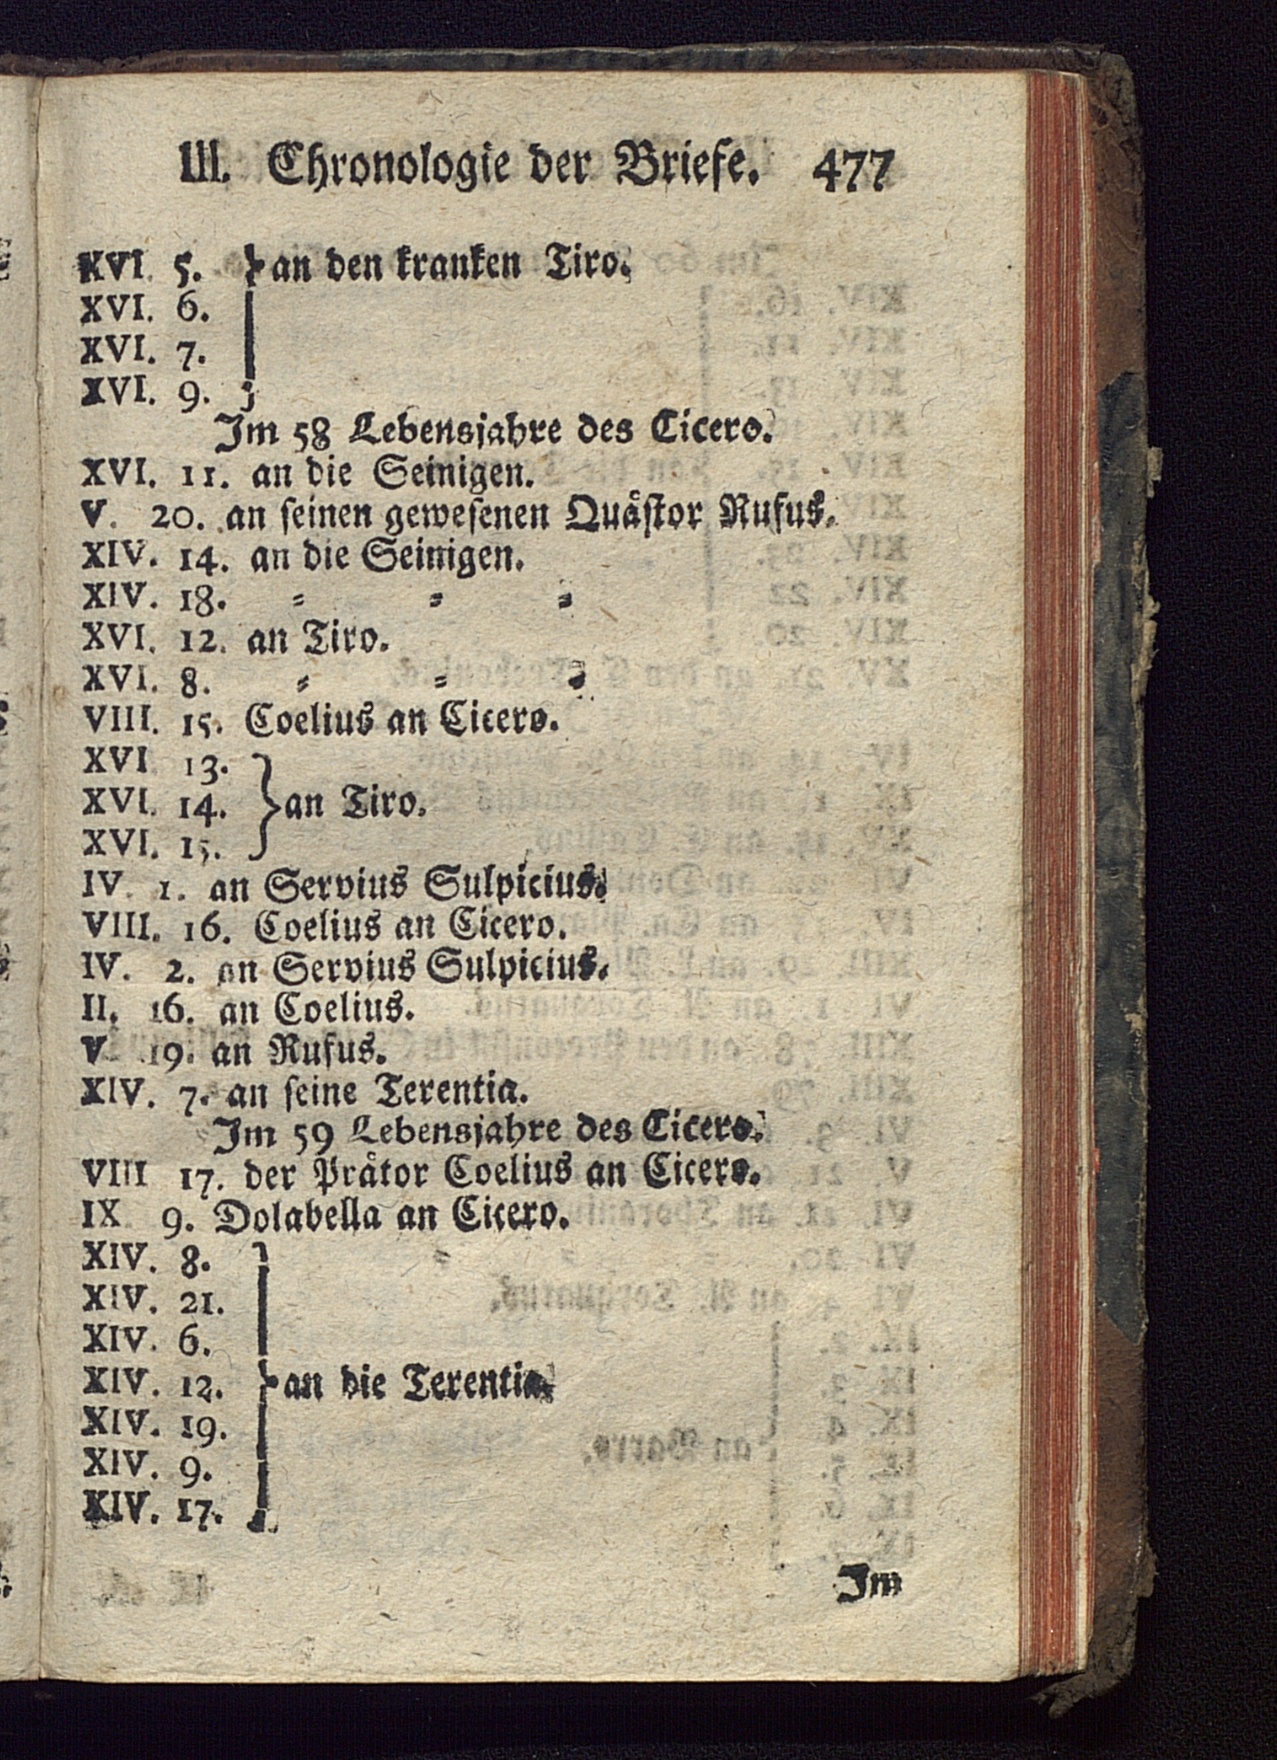 III. Chronologie der Briefe. 477
XVI. 5. } an den kranken Tiro.
XVI. 6.
XVI. 7.
XVI. 9.
Im 58 Lebensjahre des Cicero.
XVI. 11. an die Seinigen.
V. 20. an seinen gewesenen Quåstor Rufus.
XIV. 14. an die Seinigen.
XIV. 18. = = =
XVI. 12. an Tiro.
XVI. 8. = = =
VIII. 15. Coelius an Cicero.
XVI 13.
XVI. 14. } an Tiro.
XVI. 15.
IV. 1. an Servius Sulpicius.
VIII. 16. Coelius an Cicero.
IV. 2. an Servius Sulpicius.
II. 16. an Coelius.
V. 19. an Rufus.
XIV. 7. an seine Terentia.
Im 59 Lebensjahre des Cicero.
VIII 17. der Pråtor Coelius an Cicero.
IX 9. Dolabella an Cicero.
XIV. 8.
XIV. 21.
XIV. 6.
XIV. 12. } an die Terentia.
XIV. 19.
XIV. 9.
XIV. 17.
Im